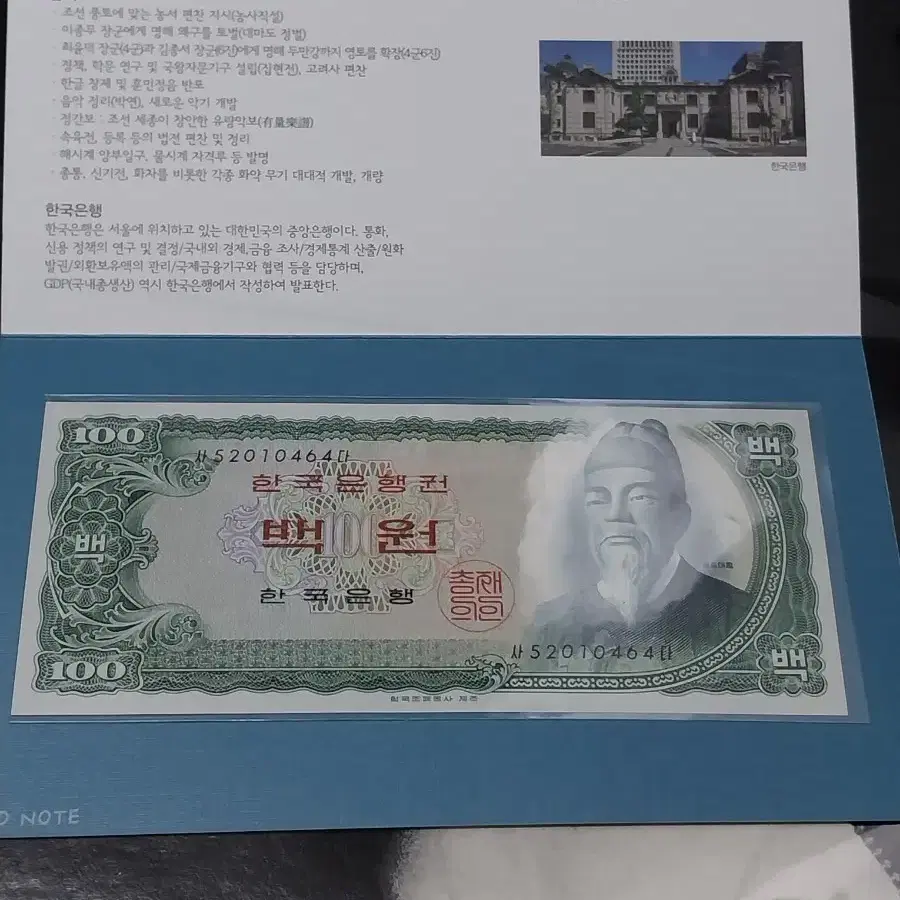 · 조선 풍토에 맞는 농서 편찬 지시(농사직설)
· 이종무 장군에게 명해 왜구를 토벌(대마도 정벌)
· 최윤덕 장군(4군)과 김종서 장군(6진)에게 명해 두만강까지 영토를 확장(4군6진)
· 정책, 학문 연구 및 국왕자문기구 설립(집현전), 고려사 편찬
· 한글 창제 및 훈민정음 반포
· 음악 정리(박연), 새로운 악기 개발
· 정간보 : 조선 세종이 창안한 유량악보(有量樂譜)
· 속육전, 등록 등의 법전 편찬 및 정리
· 해시계 앙부일구, 물시계 자격루 등 발명
· 총통, 신기전, 화차를 비롯한 각종 화약 무기 대대적 개발, 개량
한국은행
한국은행
한국은행은 서울에 위치하고 있는 대한민국의 중앙은행이다. 통화,
신용 정책의 연구 및 결정/국내외 경제,금융 조사/경제통계 산출/원화
발권/외환보유액의 관리/국제금융기구와 협력 등을 담당하며,
GDP(국내총생산) 역시 한국은행에서 작성하여 발표한다.
100
백
사52010464다
한국은행권
백 100 원
백
한국은행
총재의인
사52010464다
100
백
한국조폐공사 제조
NOTE